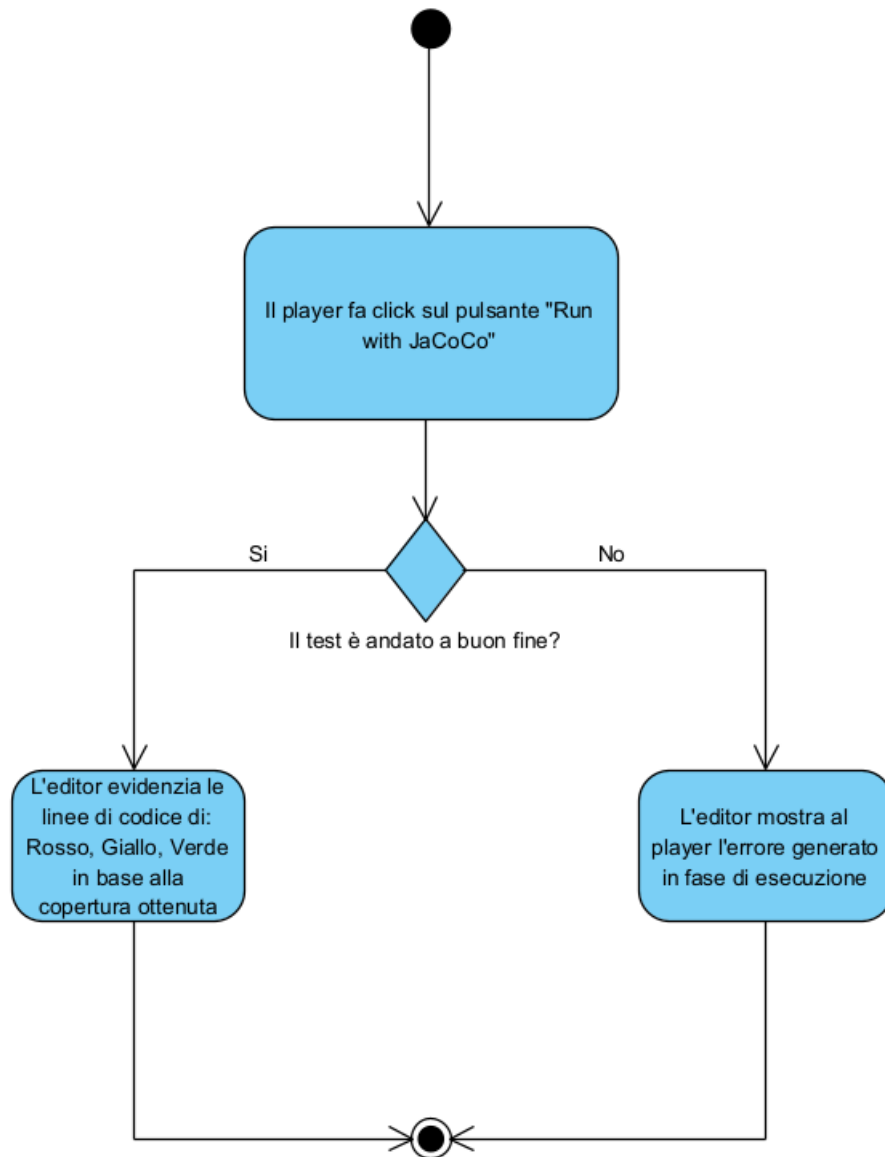 Il player fa click sul pulsante "Run
with JaCoCo"
Si
No
Il test è andato a buon fine?
L'editor evidenzia le
linee di codice di:
Rosso, Giallo, Verde
in base alla
copertura ottenuta
L'editor mostra al
player l'errore generato
in fase di esecuzione